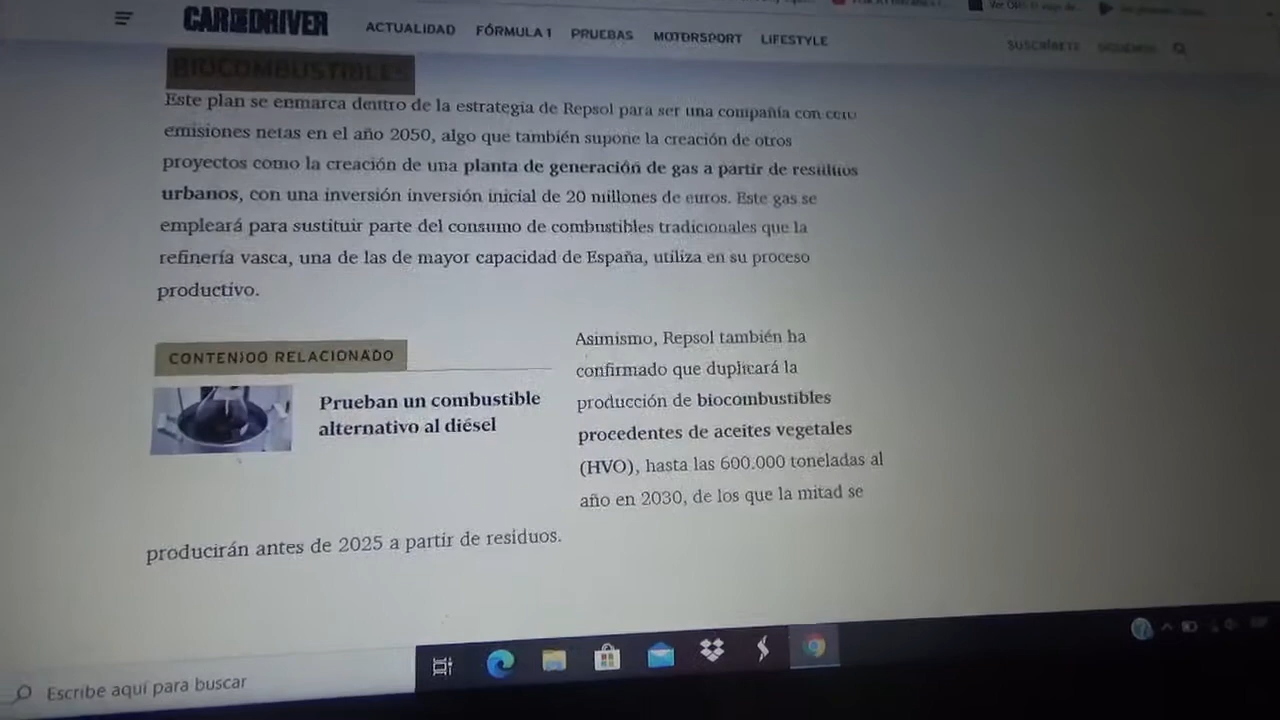 CAR AND DRIVER
ACTUALIDAD FÓRMULA 1 PRUEBAS MOTORSPORT LIFESTYLE
SUSCRÍBETE SÍGUENOS
BIOCOMBUSTIBLES
Este plan se enmarca dentro de la estrategia de Repsol para ser una compañía con cero
emisiones netas en el año 2050, algo que también supone la creación de otros
proyectos como la creación de una planta de generación de gas a partir de residuos
urbanos, con una inversión inversión inicial de 20 millones de euros. Este gas se
empleará para sustituir parte del consumo de combustibles tradicionales que la
refinería vasca, una de las de mayor capacidad de España, utiliza en su proceso
productivo.
CONTENIDO RELACIONADO
Prueban un combustible
alternativo al diésel
Asimismo, Repsol también ha
confirmado que duplicará la
producción de biocombustibles
procedentes de aceites vegetales
(HVO), hasta las 600.000 toneladas al
año en 2030, de los que la mitad se
producirán antes de 2025 a partir de residuos.
Escribe aquí para buscar